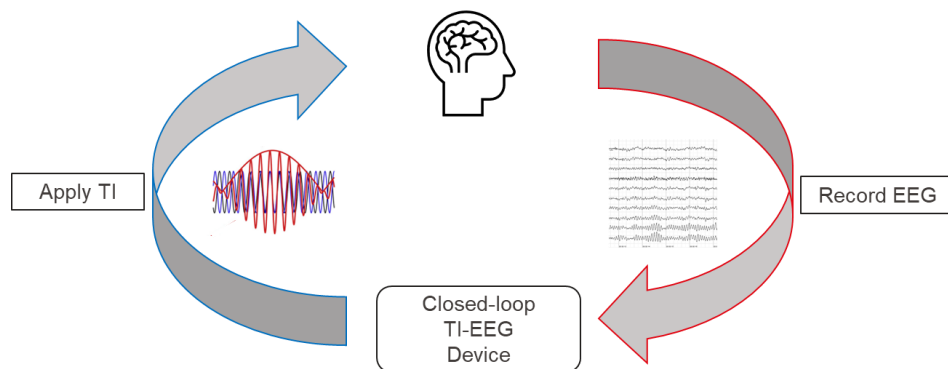 Apply TI
Record EEG
Closed-loop
TI-EEG
Device